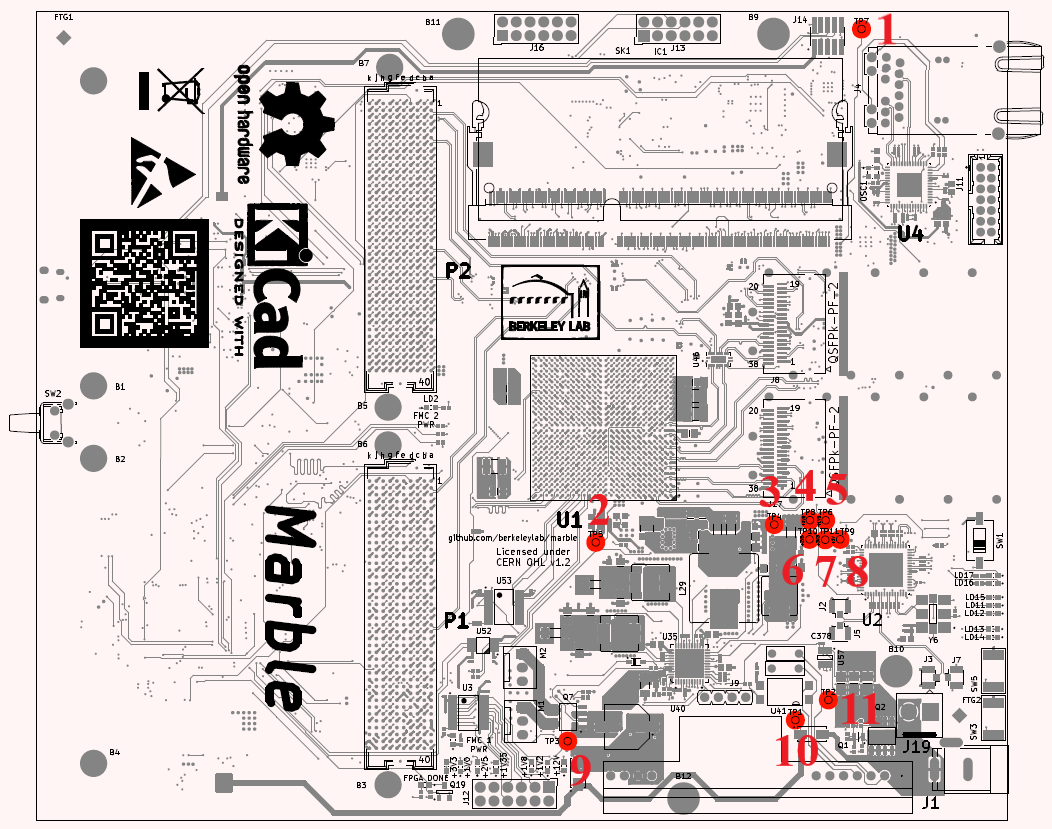 FTG1
B11
J16
SK1
IC1
J13
B9
J14
TP7
1
B7
k j h g f e d c b a
1
J4
open hardware
OSC1
J11
U4
P2
KiCad
DESIGNED WITH
BERKELEY LAB
20
19
QSFPk-PF-2
U46
38
1
J8
40
SW2
B1
B5
LD2
FMC 2
PWR
20
19
QSFPk-PF-2
B6
k j h g f e d c b a
B2
1
38
1
3
4
5
2
U1
TP4
TP8
TP6
TP5
TP10
TP11
TP9
SW1
github.com/berkeleylab/marble
Licensed under
CERN OHL v1.2
6
7
8
Marble
U53
L29
LD17
LD16
LD15
LD11
LD12
LD13
LD14
J2
U2
P1
U52
U35
C378
J5
Y6
M2
U57
B10
J3
J7
SW5
U3
Q7
J9
TP2
FTG2
M1
U40
U41
TP1
11
Q2
SW3
TP3
FMC 1
PWR
10
Q1
J19
B4
40
+3V3
+1V0
+2V5
+1V35
+1V8
+1V2
+12V
9
B3
FPGA DONE
Q19
J12
B12
J1